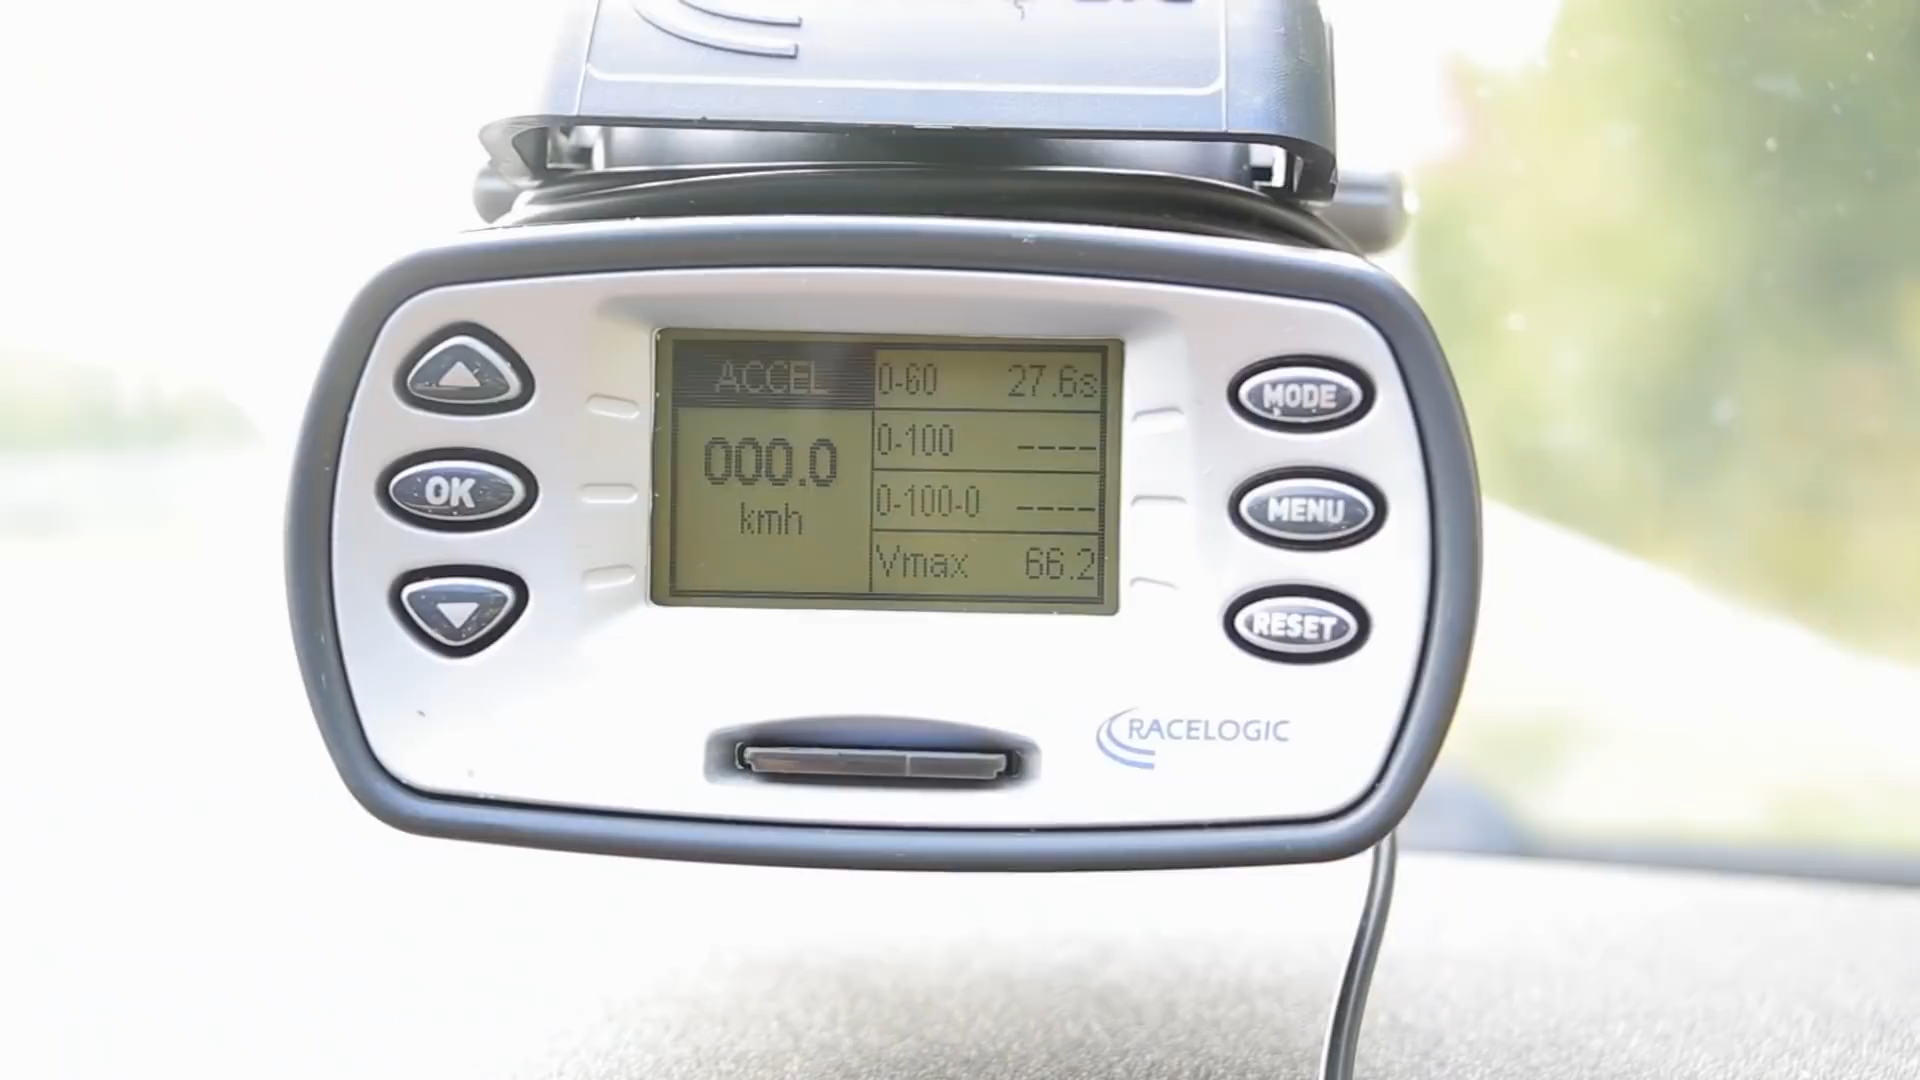 ACCEL
000.0
kmh
0-60 27.6s
0-100 ----
0-100-0 ----
Vmax 66.2
OK
MODE
MENU
RESET
RACELOGIC